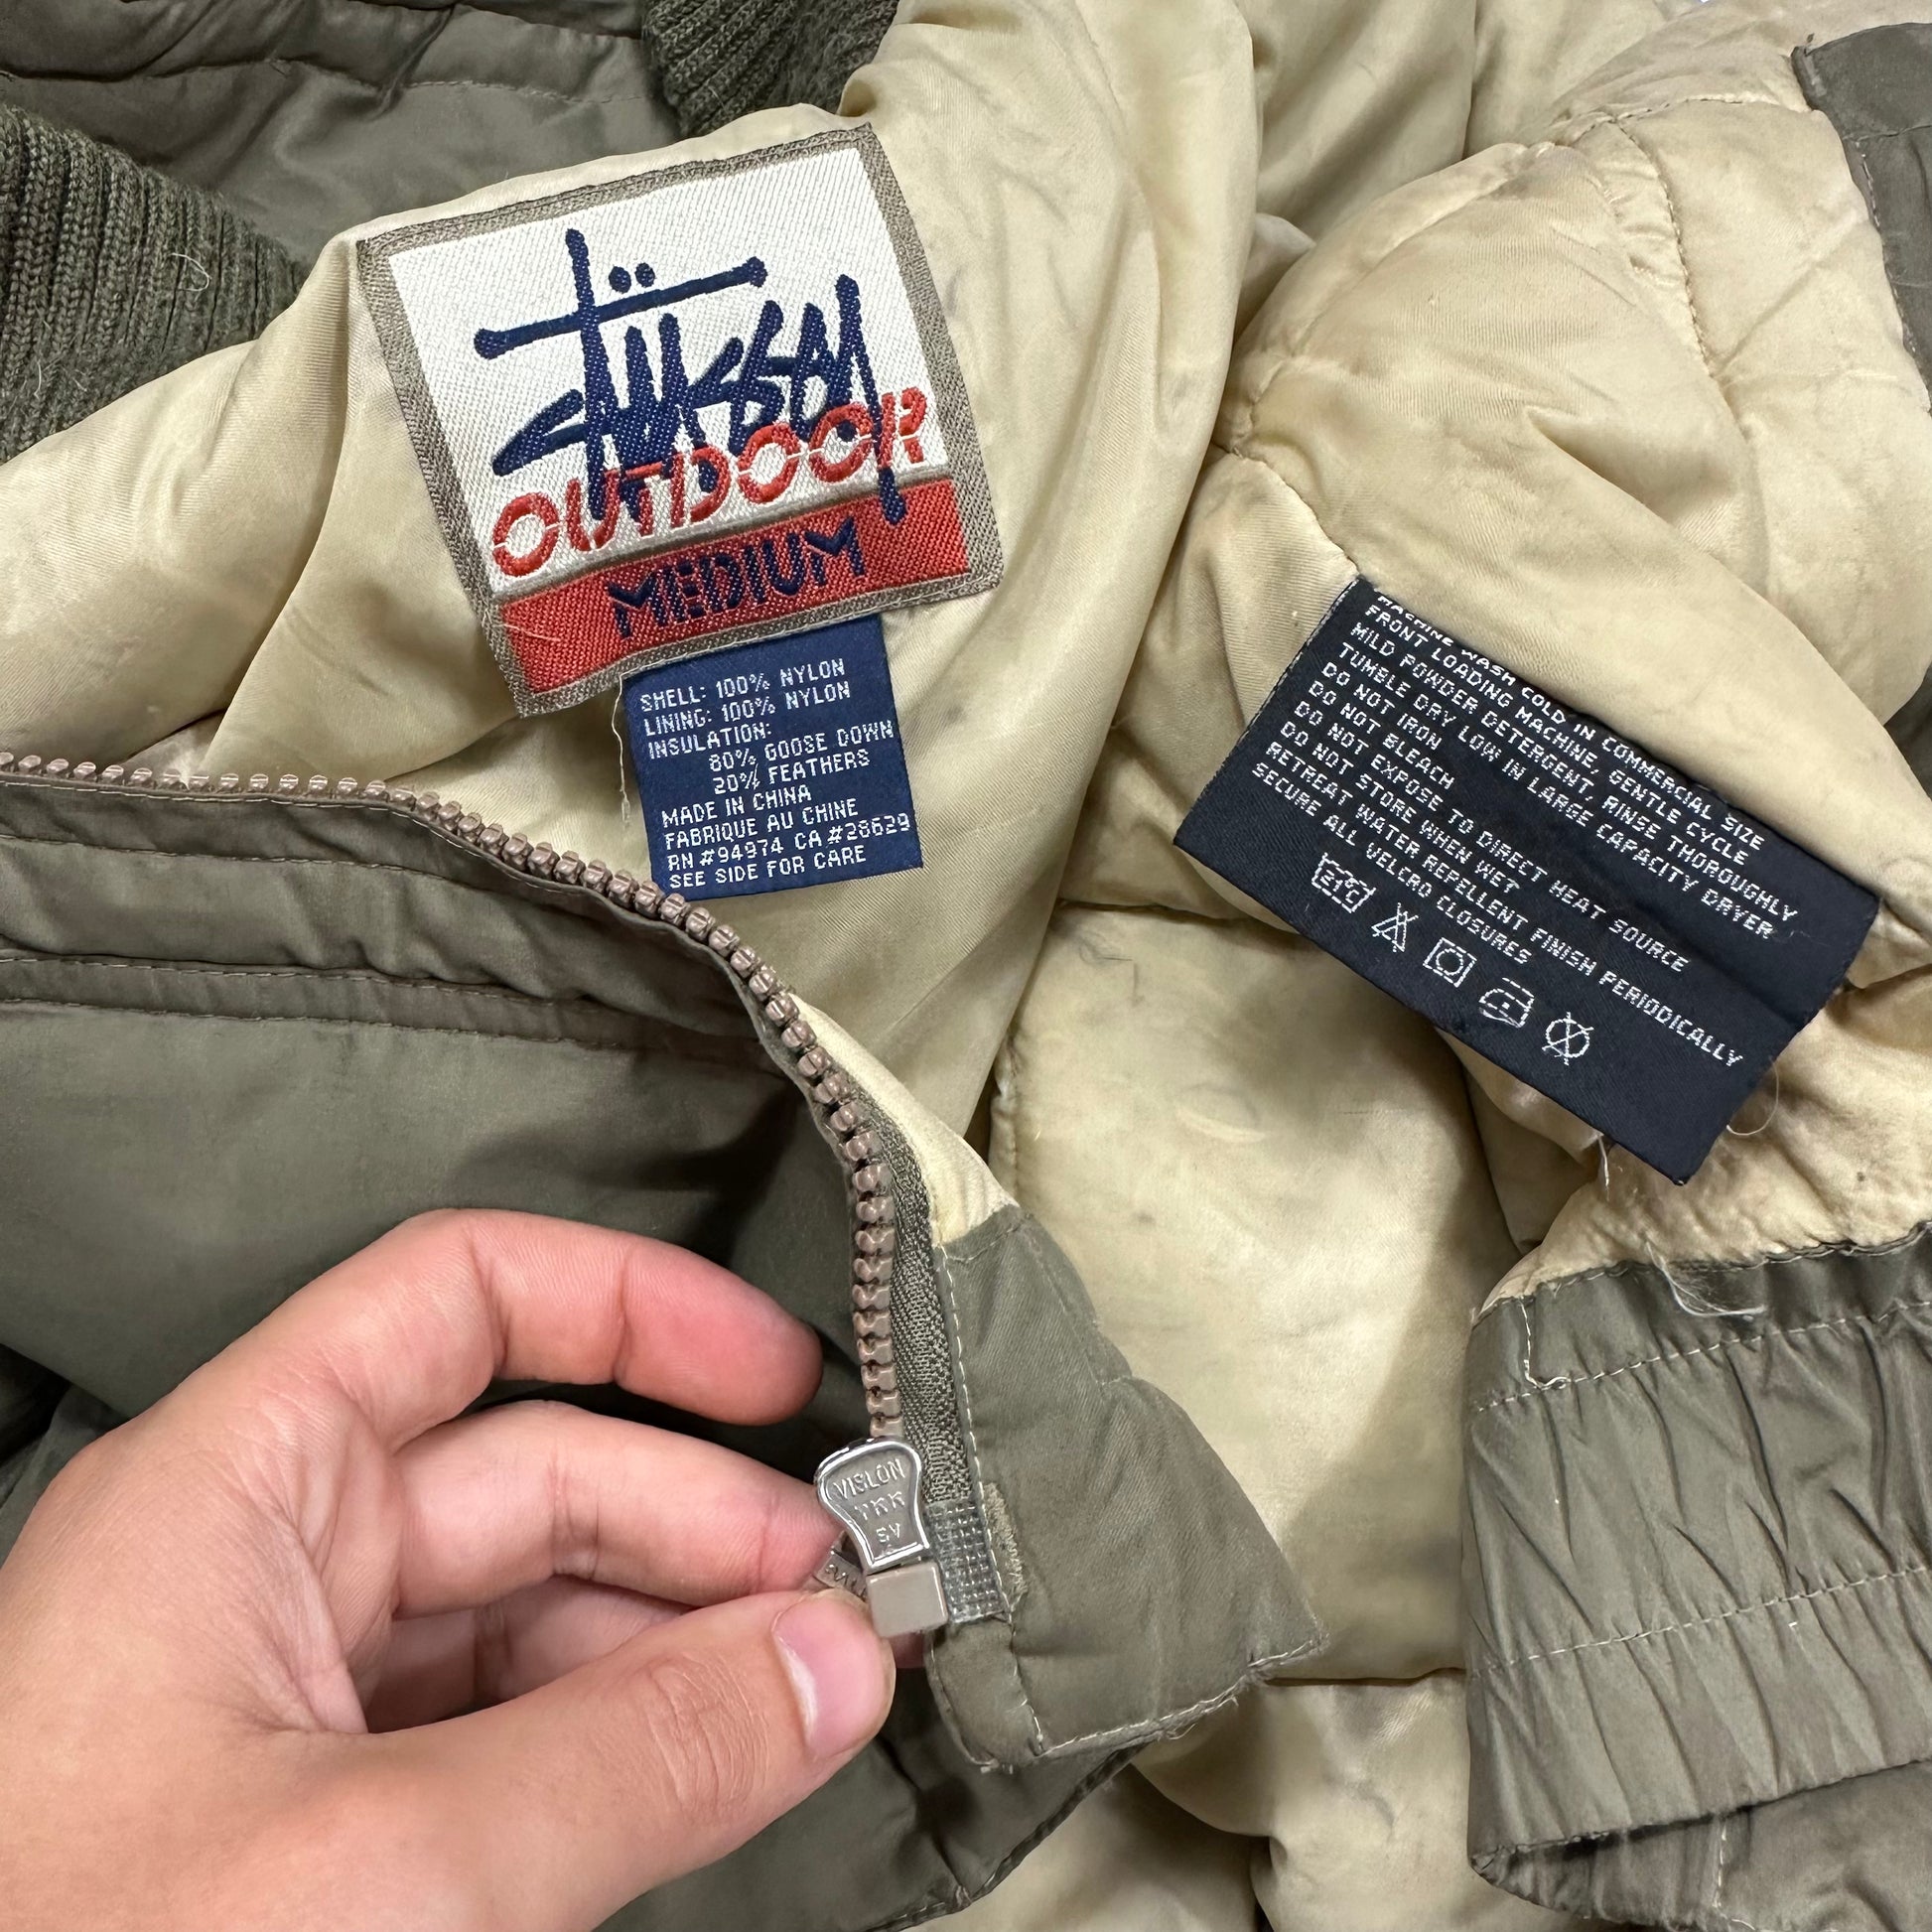 Stüssy
OUTDOOR
MEDIUM
SHELL: 100% NYLON
LINING: 100% NYLON
INSULATION:
80% GOOSE DOWN
20% FEATHERS
MADE IN CHINA
FABRIQUE AU CHINE
RN #94974 CA #28629
SEE SIDE FOR CARE
MACHINE WASH COLD IN COMMERCIAL SIZE
FRONT LOADING MACHINE, GENTLE CYCLE
MILD POWDER DETERGENT, RINSE THOROUGHLY
TUMBLE DRY LOW IN LARGE CAPACITY DRYER
DO NOT IRON
DO NOT BLEACH
DO NOT EXPOSE TO DIRECT HEAT SOURCE
DO NOT STORE WHEN WET
RETREAT WATER REPELLENT FINISH PERIODICALLY
SECURE ALL VELCRO CLOSURES
VISLON
YKK
5V